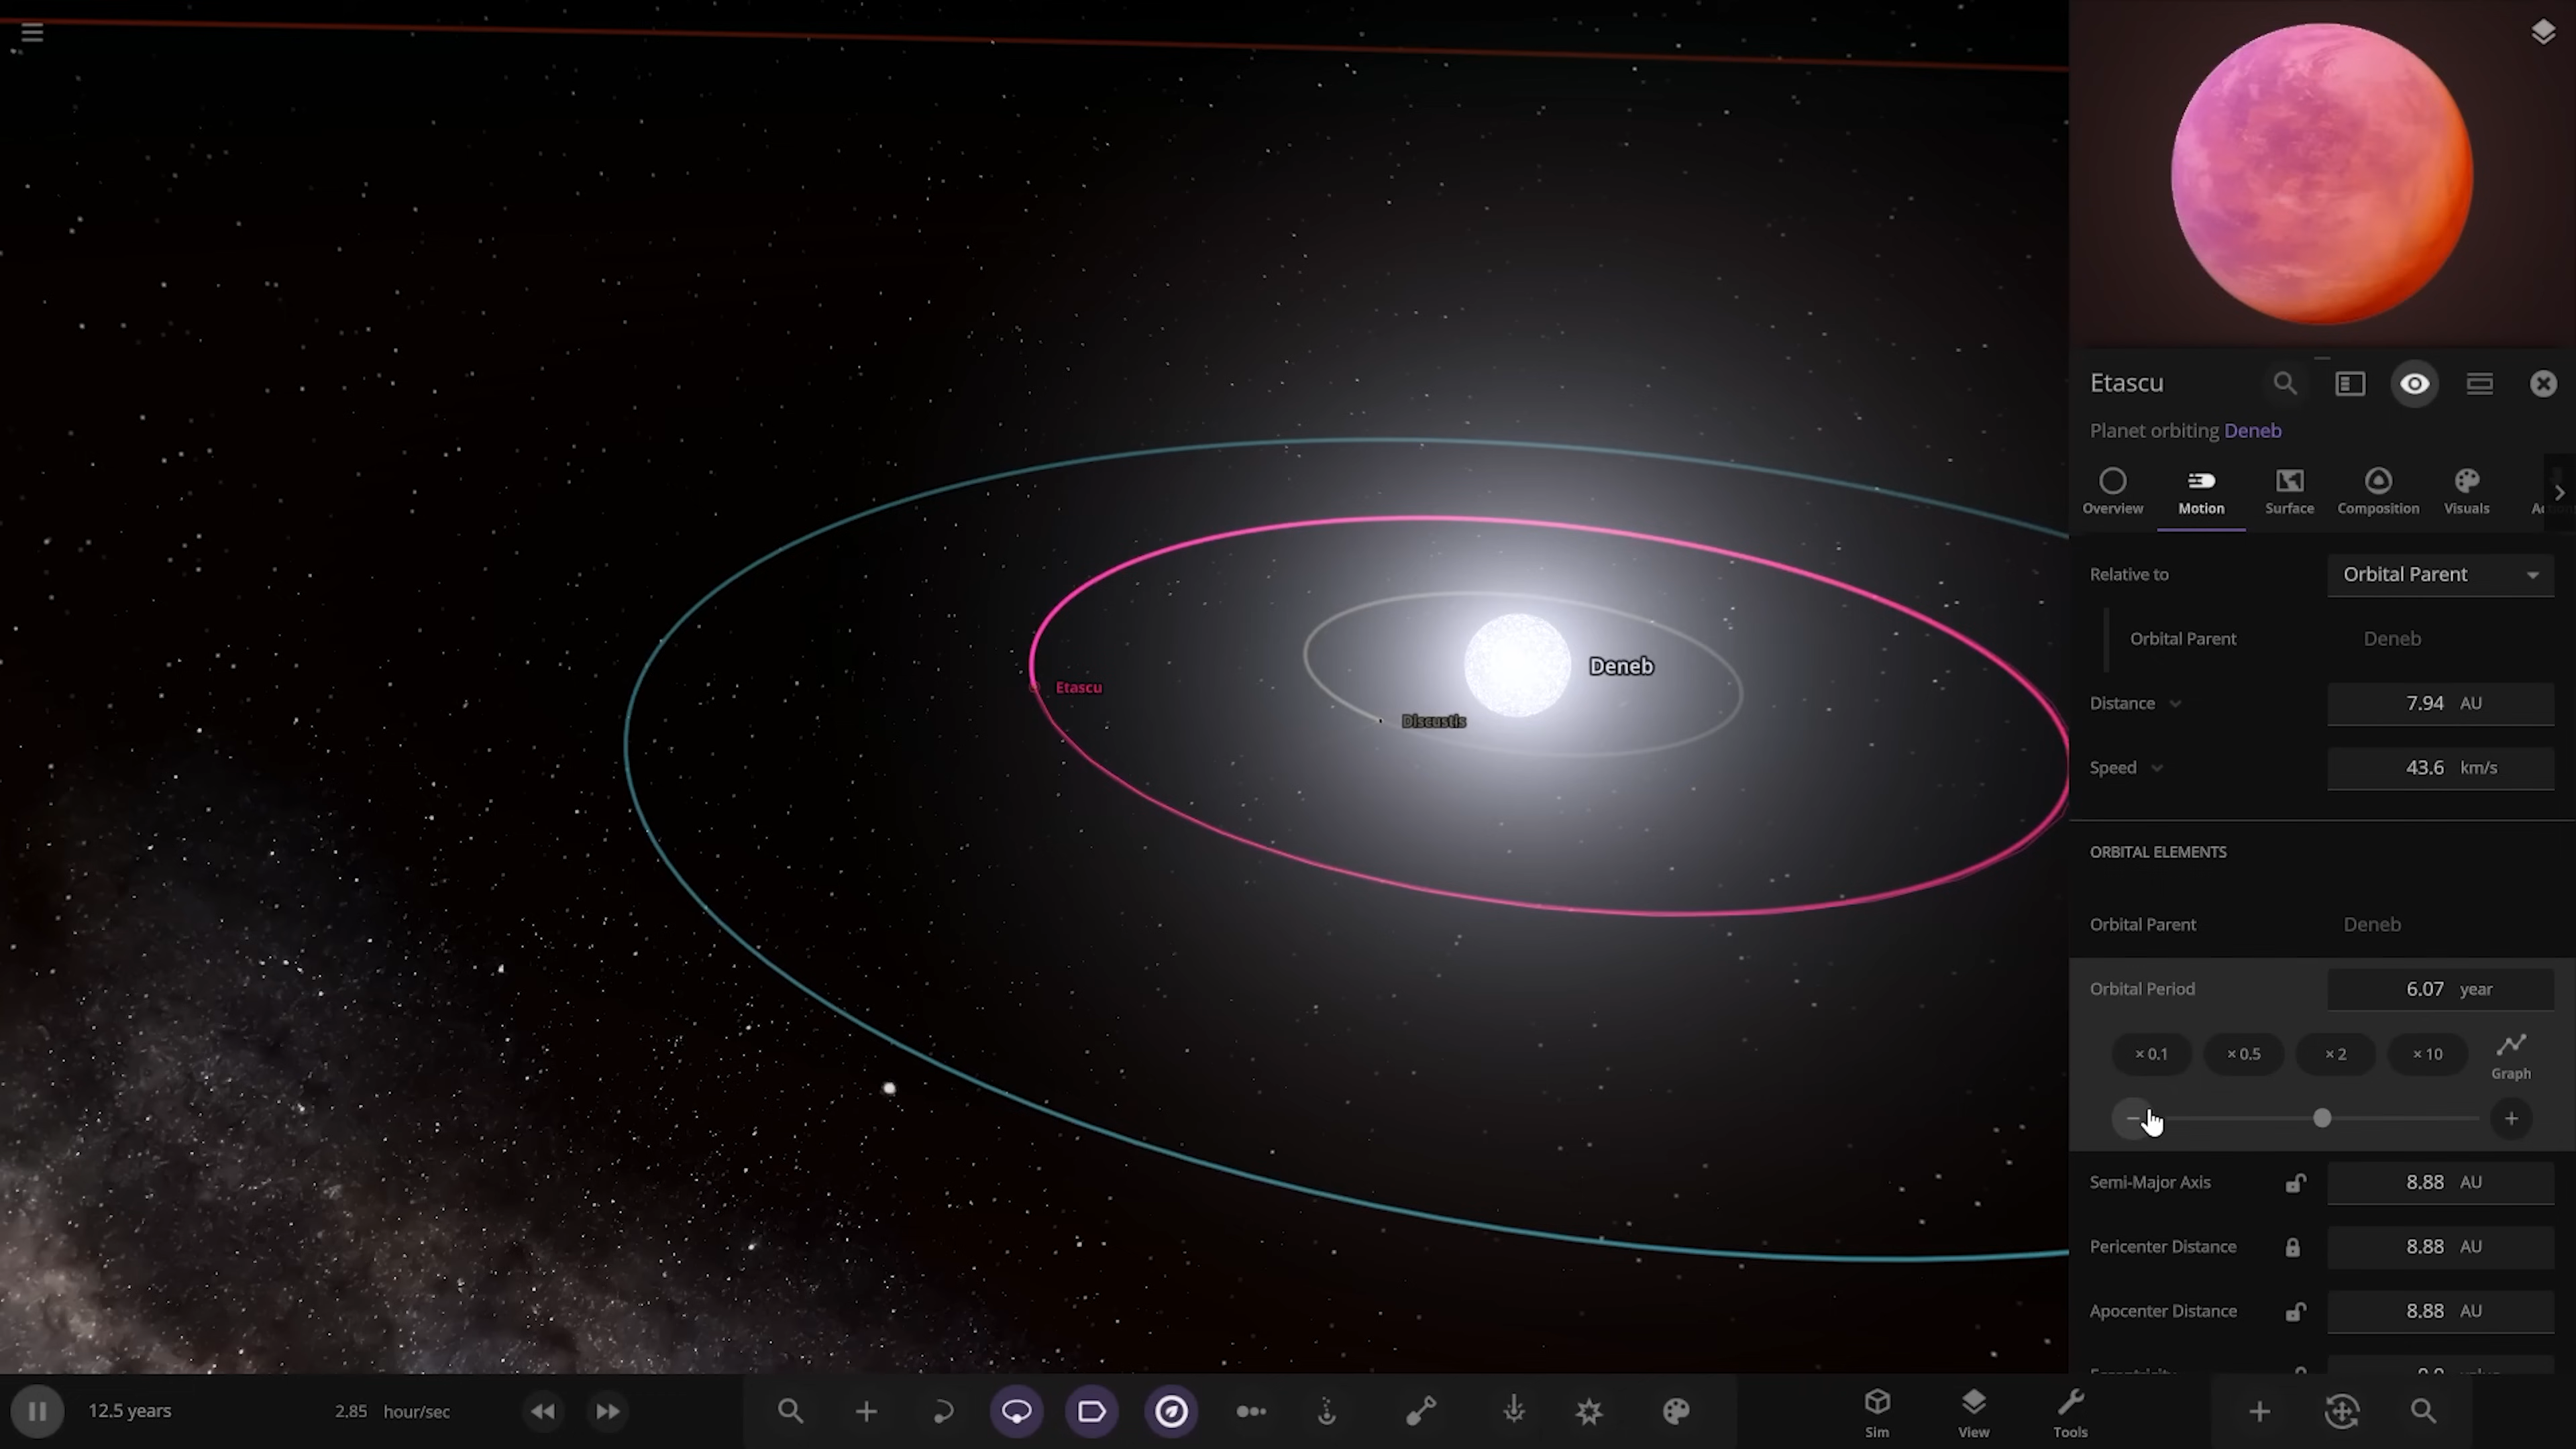 Etascu
Planet orbiting Deneb
Overview
Motion
Surface
Composition
Visuals
Relative to
Orbital Parent
Orbital Parent
Deneb
Distance
7.94 AU
Speed
43.6 km/s
ORBITAL ELEMENTS
Orbital Parent
Deneb
Orbital Period
6.07 year
× 0.1
× 0.5
× 2
× 10
Graph
Semi-Major Axis
8.88 AU
Pericenter Distance
8.88 AU
Apocenter Distance
8.88 AU
Deneb
Etascu
Discustis
12.5 years
2.85 hour/sec
Sim
View
Tools